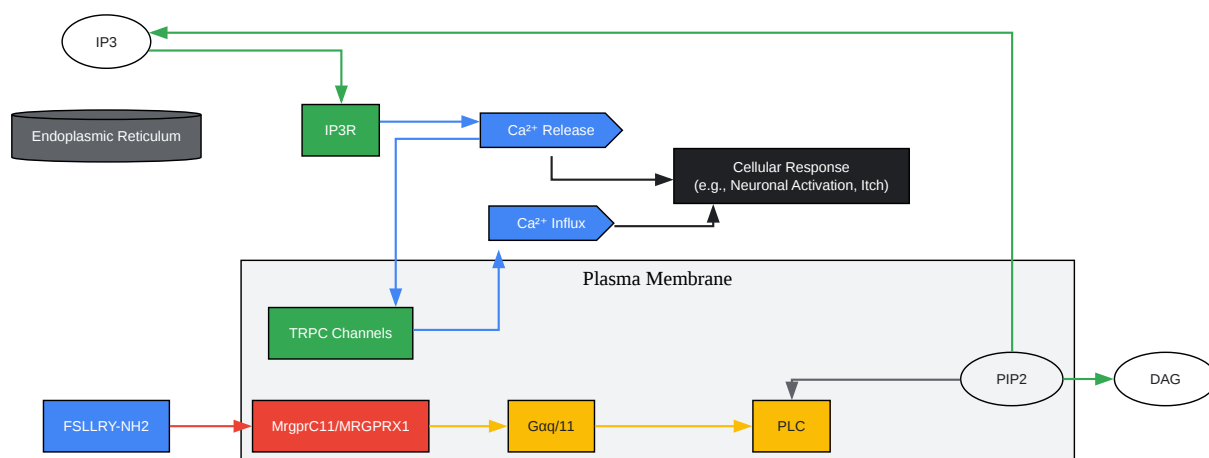 IP3
Endoplasmic Reticulum
IP3R
Ca²⁺ Release
Cellular Response
(e.g., Neuronal Activation, Itch)
Ca²⁺ Influx
Plasma Membrane
TRPC Channels
PIP2
DAG
FSLLRY-NH2
MrgprC11/MRGPRX1
Gαq/11
PLC